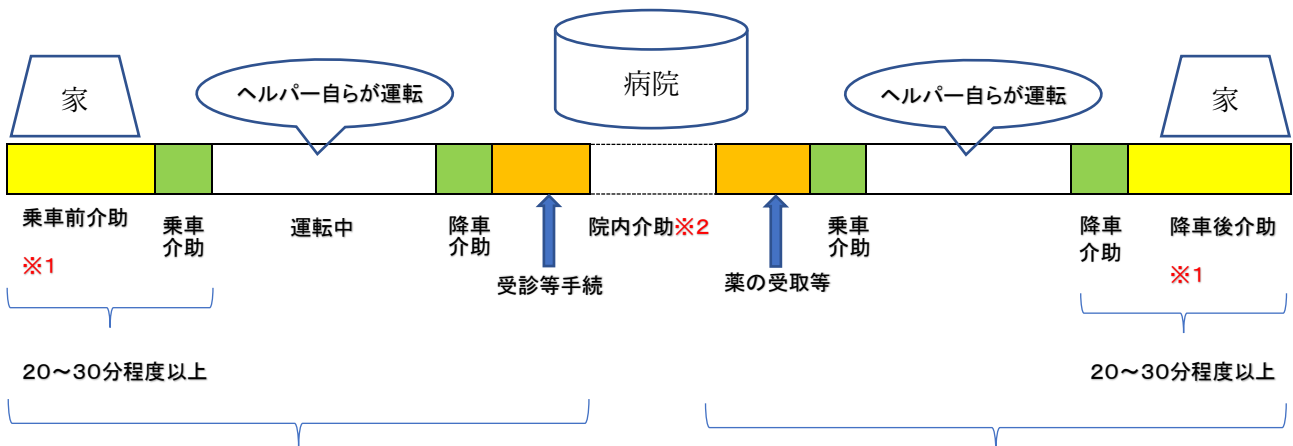 家
ヘルパー自らが運転
病院
ヘルパー自らが運転
家
乗車前介助
※1
乗車
介助
運転中
降車
介助
受診等手続
院内介助※2
薬の受取等
乗車
介助
降車
介助
降車後介助
※1
20～30分程度以上
20～30分程度以上